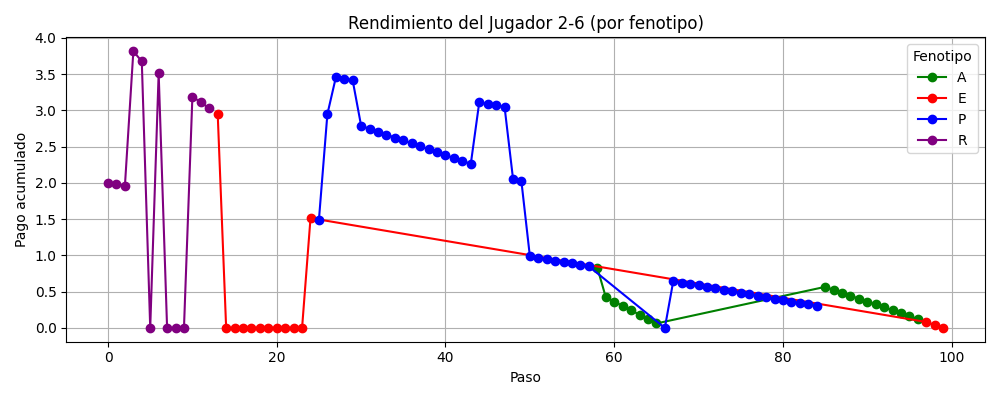 Rendimiento del Jugador 2-6 (por fenotipo)
Pago acumulado
4.0
3.5
3.0
2.5
2.0
1.5
1.0
0.5
0.0
Fenotipo
A
E
P
R
0 20 40 60 80 100
Paso